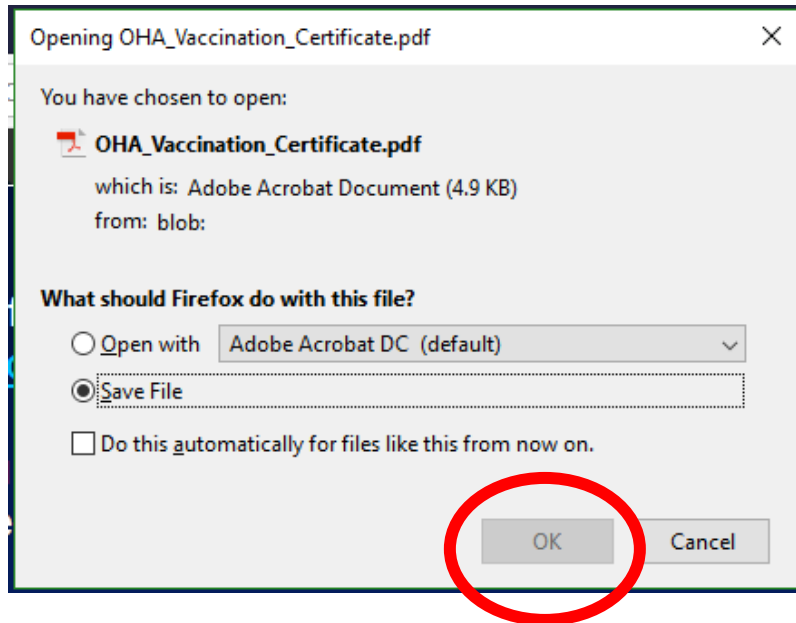 Opening OHA_Vaccination_Certificate.pdf
You have chosen to open:
OHA_Vaccination_Certificate.pdf
which is: Adobe Acrobat Document (4.9 KB)
from: blob:
What should Firefox do with this file?
Open with Adobe Acrobat DC (default)
Save File
Do this automatically for files like this from now on.
OK Cancel